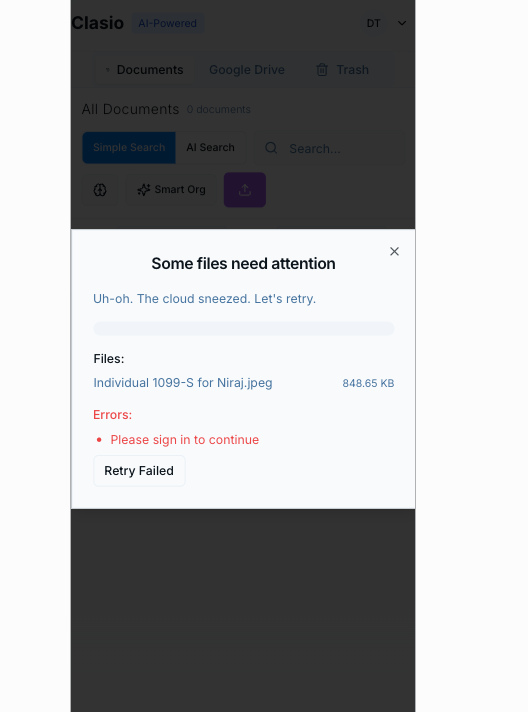 Clasio AI-Powered DT
Documents Google Drive Trash
All Documents 0 documents
Simple Search AI Search Search...
Smart Org
Some files need attention
Uh-oh. The cloud sneezed. Let's retry.
Files:
Individual 1099-S for Niraj.jpeg 848.65 KB
Errors:
• Please sign in to continue
Retry Failed